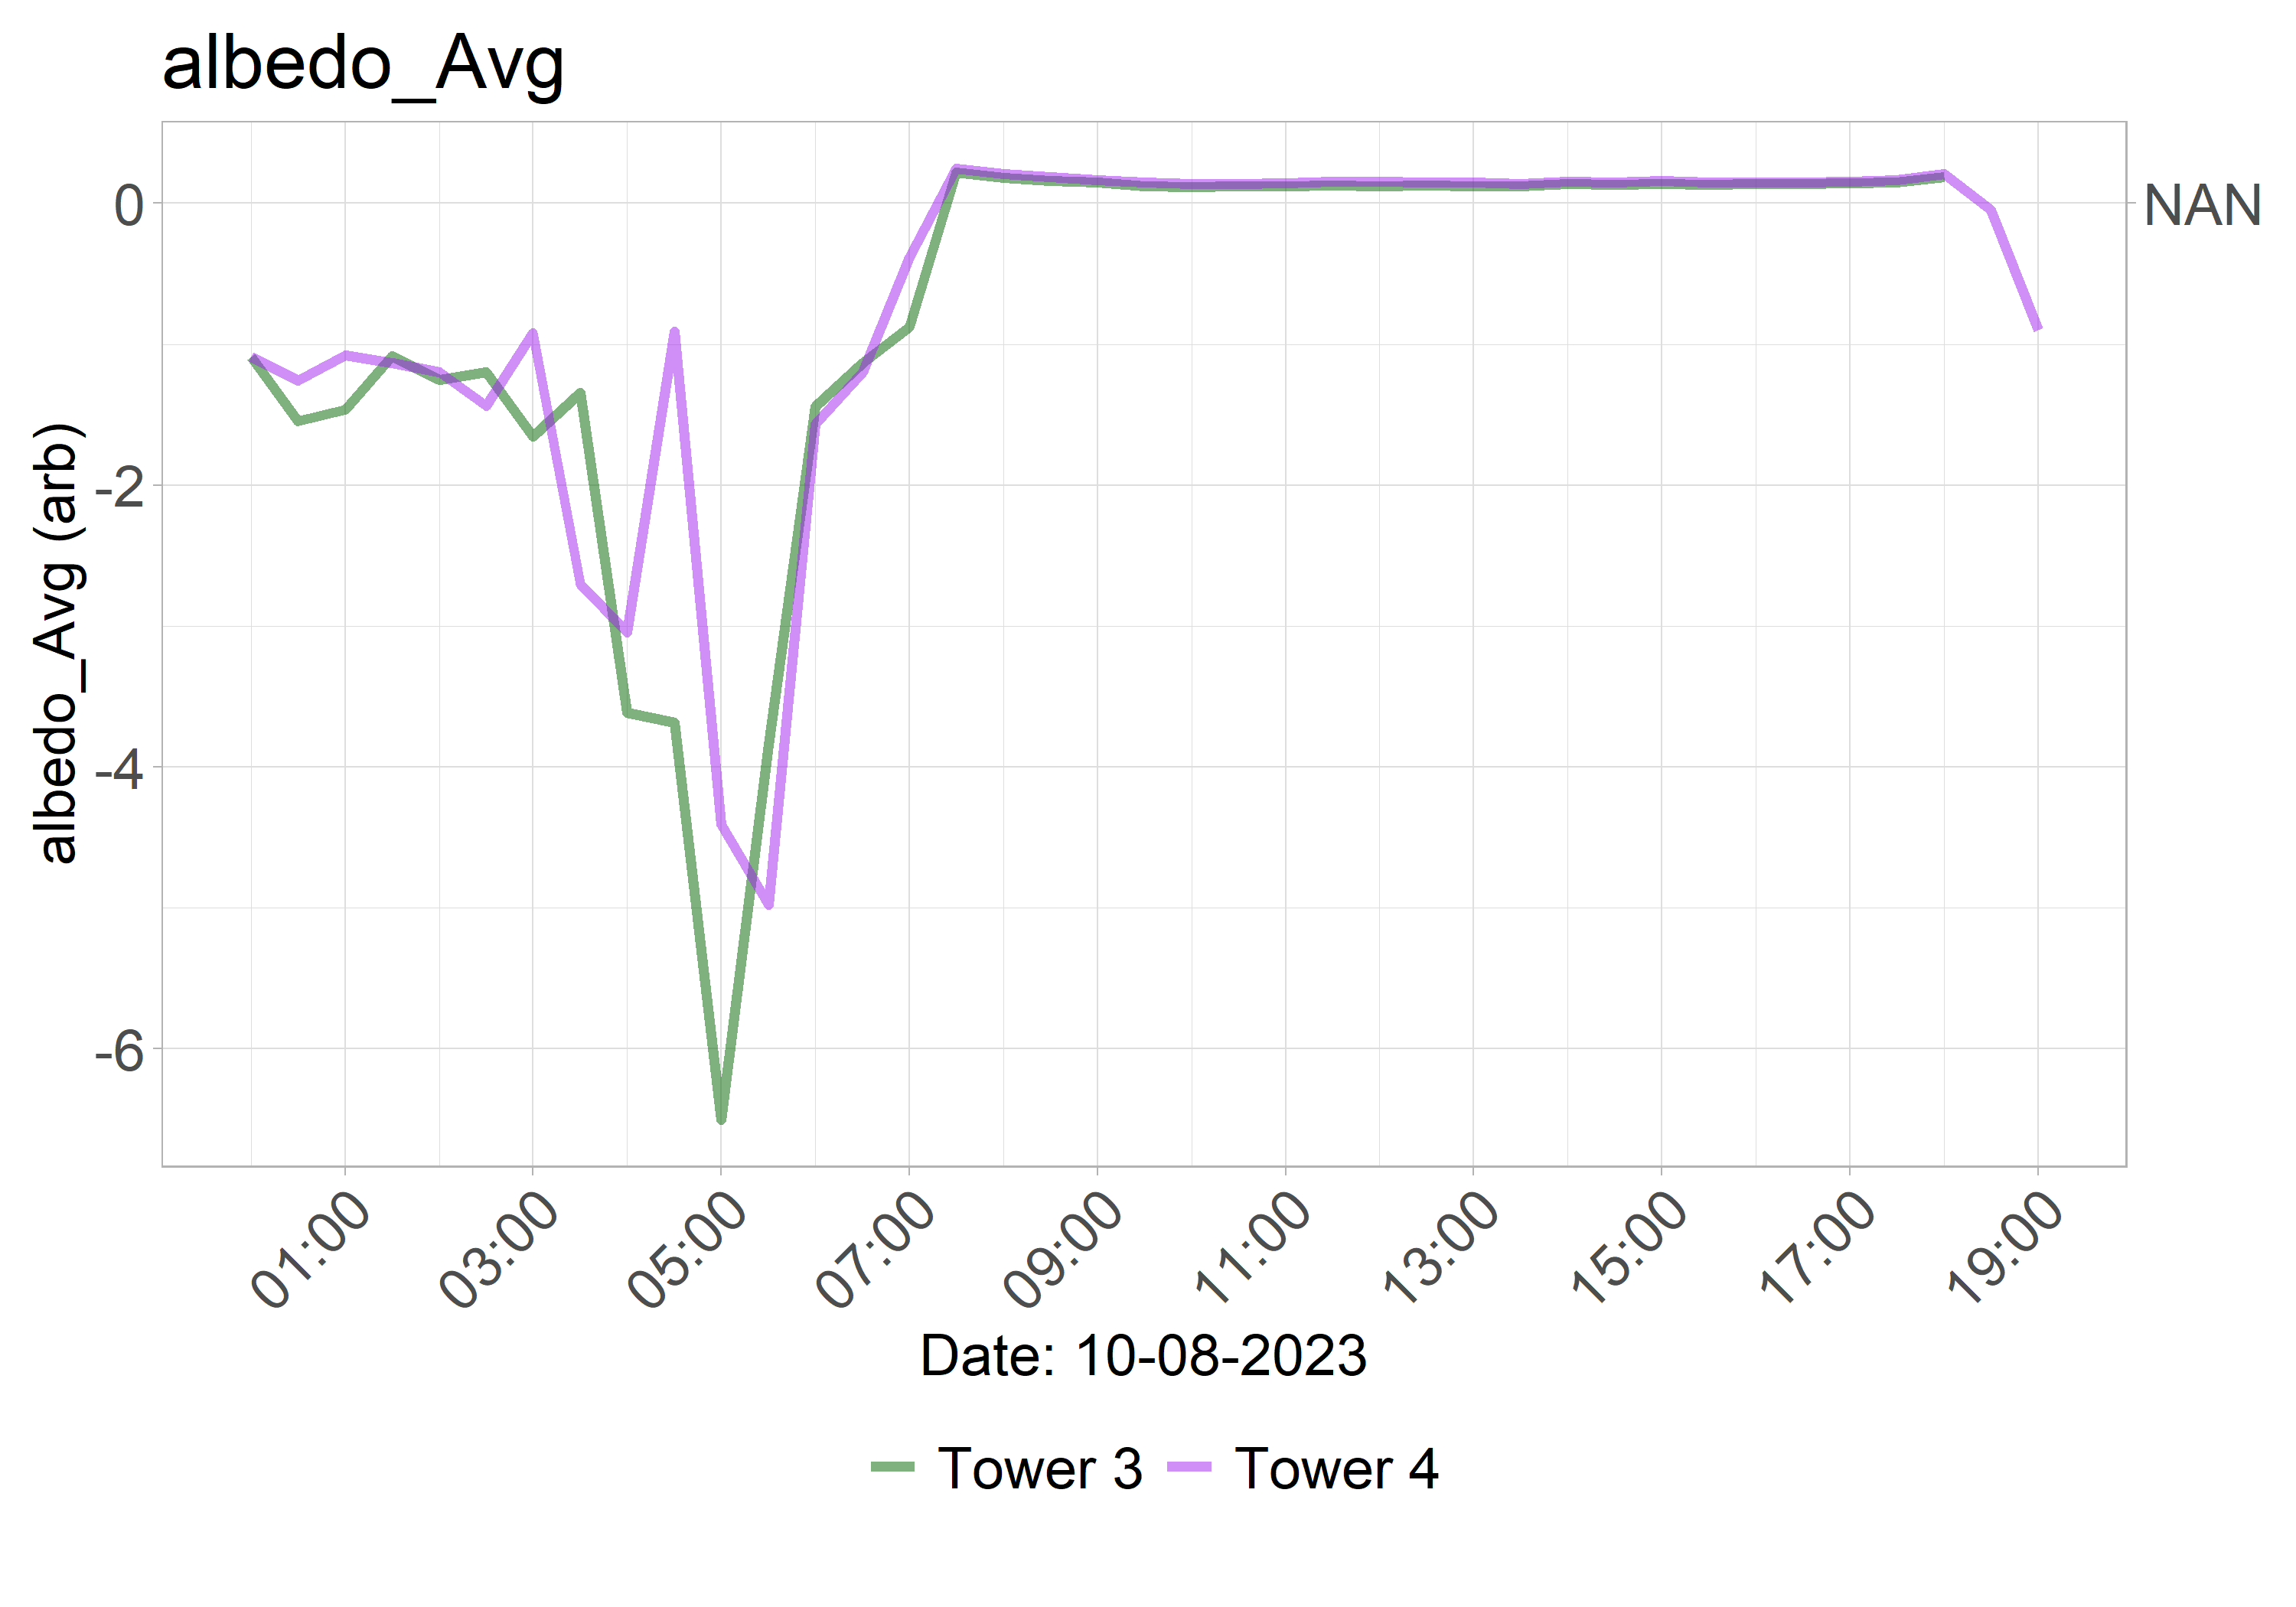 albedo_Avg
albedo_Avg (arb)
0
-2
-4
-6
NAN
01:00
03:00
05:00
07:00
09:00
11:00
13:00
15:00
17:00
19:00
Date: 10-08-2023
Tower 3
Tower 4